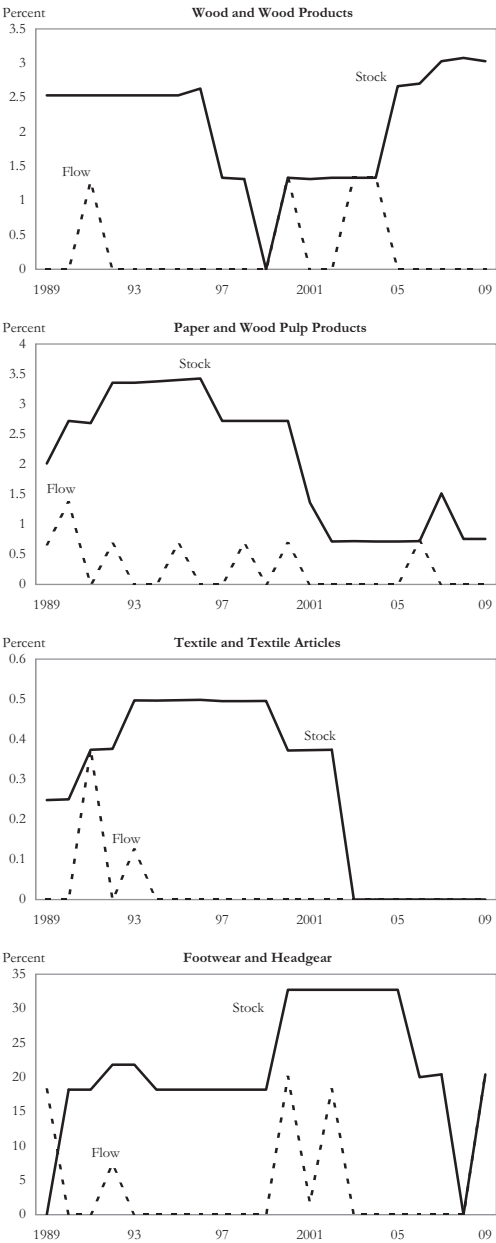 Percent Wood and Wood Products
3.5
3
Stock
2.5
2
Flow
1.5
1
0.5
0
1989 93 97 2001 05 09
Percent Paper and Wood Pulp Products
4
Stock
3.5
3
2.5
2
Flow
1.5
1
0.5
0
1989 93 97 2001 05 09
Percent Textile and Textile Articles
0.6
0.5
Stock
0.4
0.3
0.2
Flow
0.1
0
1989 93 97 2001 05 09
Percent Footwear and Headgear
35
Stock
30
25
20
15
Flow
10
5
0
1989 93 97 2001 05 09